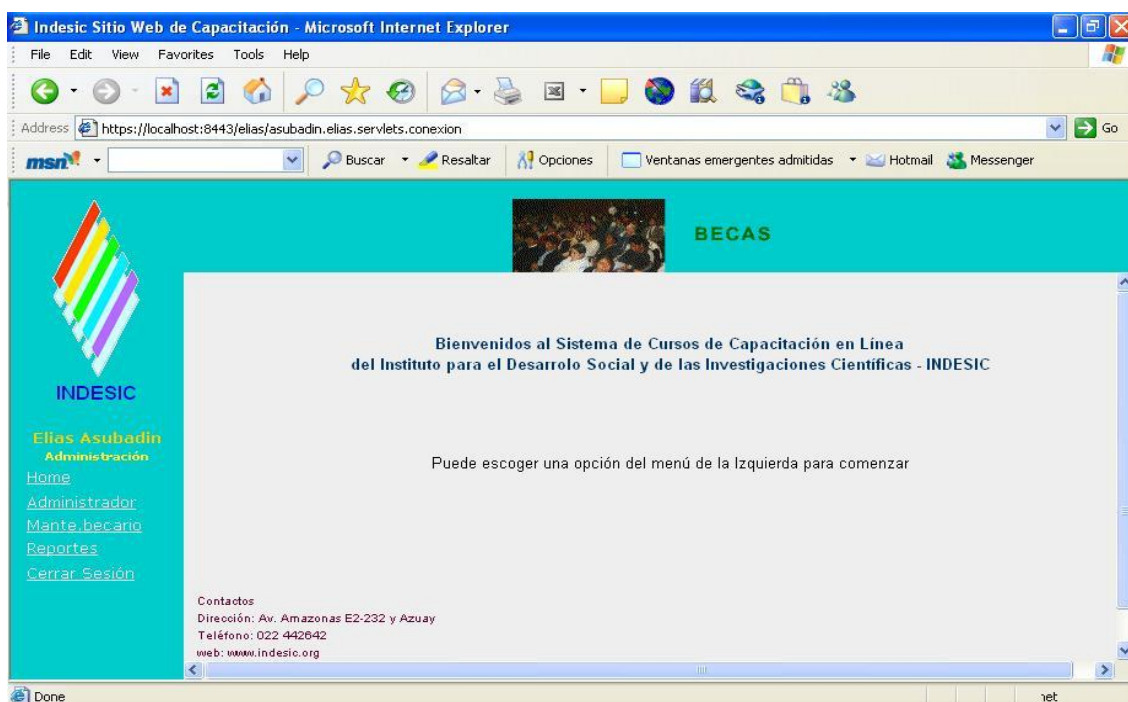 Indesic Sitio Web de Capacitación - Microsoft Internet Explorer
File Edit View Favorites Tools Help
Address https://localhost:8443/elias/asubadin.elias.servlets.conexion Go
msn Buscar Resaltar Opciones Ventanas emergentes admitidas Hotmail Messenger
BECAS
INDESIC
Elias Asubadin
Administración
Home
Administrador
Mante.becario
Reportes
Cerrar Sesión
Bienvenidos al Sistema de Cursos de Capacitación en Línea
del Instituto para el Desarrolo Social y de las Investigaciones Científicas - INDESIC
Puede escoger una opción del menú de la Izquierda para comenzar
Contactos
Dirección: Av. Amazonas E2-232 y Azuay
Teléfono: 022 442642
web: www.indesic.org
Done